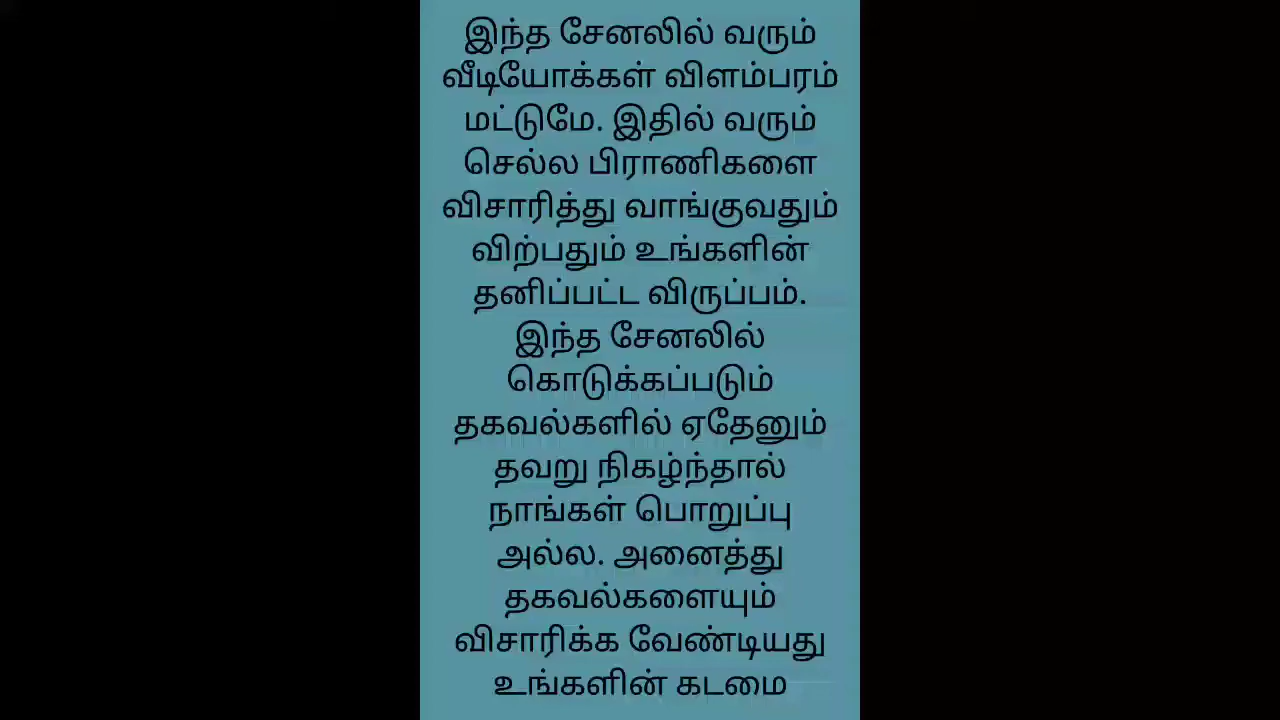 இந்த சேனலில் வரும்
வீடியோக்கள் விளம்பரம்
மட்டுமே. இதில் வரும்
செல்ல பிராணிகளை
விசாரித்து வாங்குவதும்
விற்பதும் உங்களின்
தனிப்பட்ட விருப்பம்.
இந்த சேனலில்
கொடுக்கப்படும்
தகவல்களில் ஏதேனும்
தவறு நிகழ்ந்தால்
நாங்கள் பொறுப்பு
அல்ல. அனைத்து
தகவல்களையும்
விசாரிக்க வேண்டியது
உங்களின் கடமை